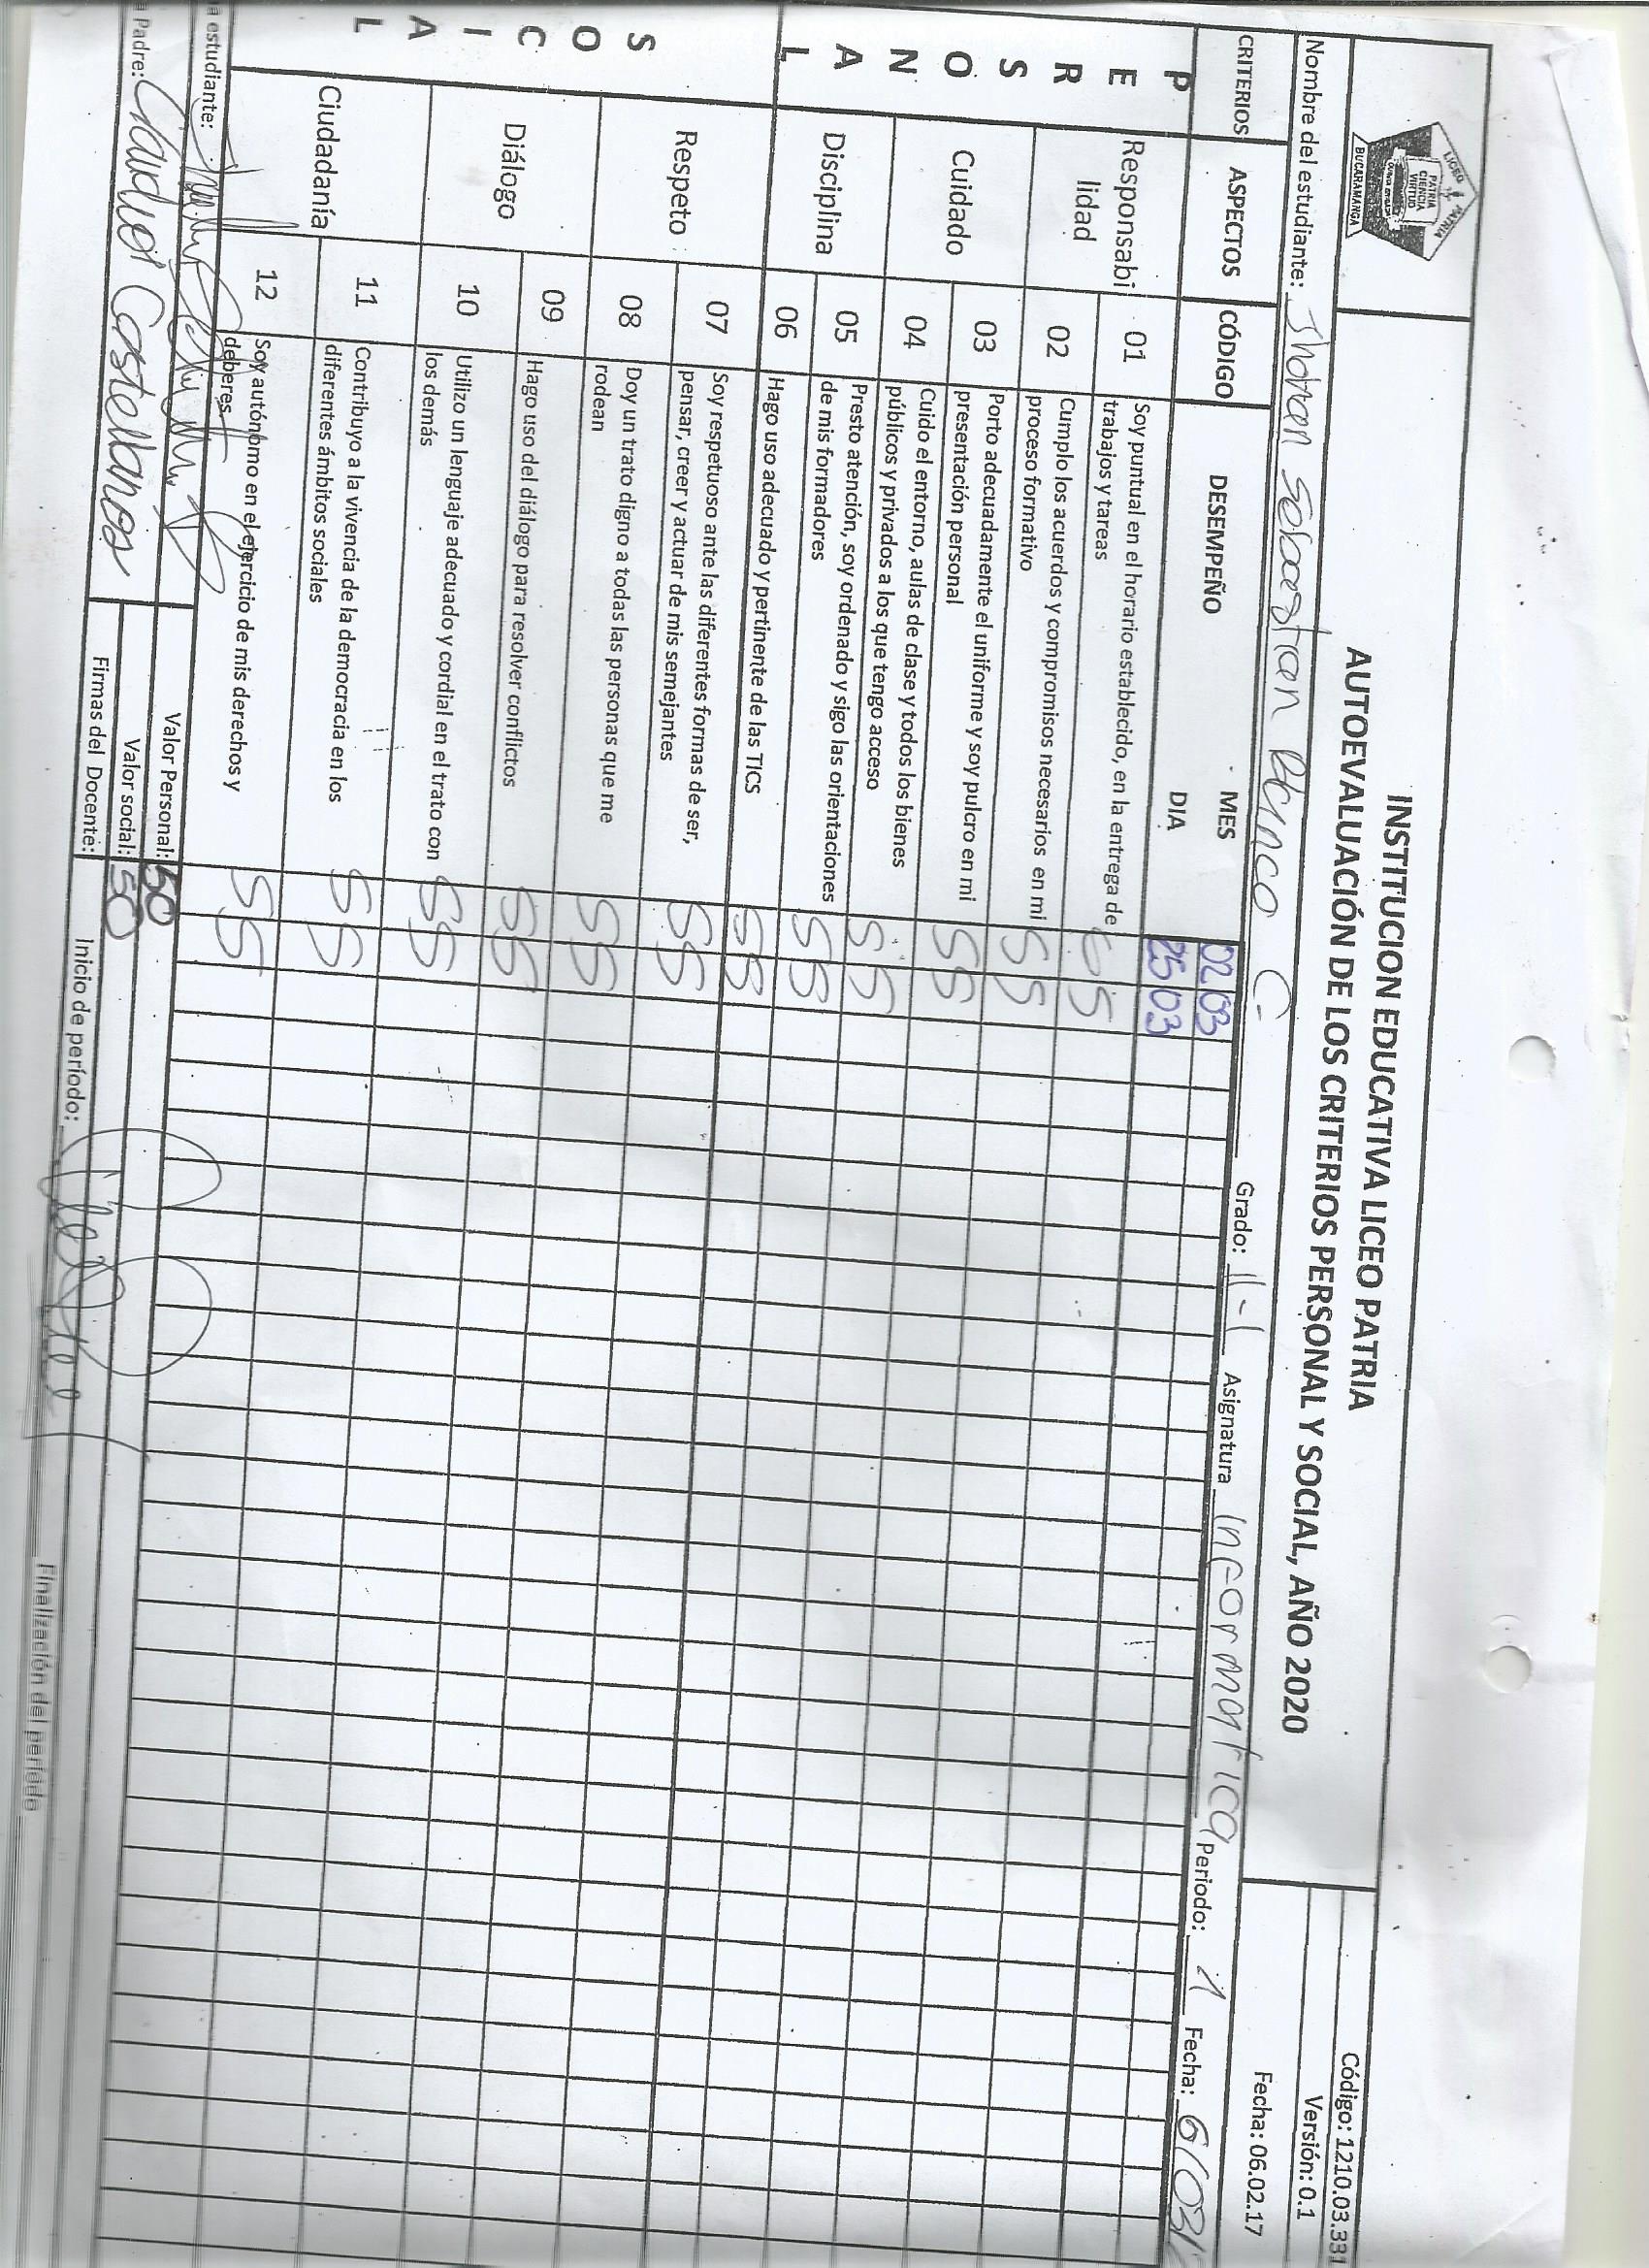 LICEO PATRIA
PATRIA
CIENCIA
VIRTUD
BUCARAMANGA
INSTITUCION EDUCATIVA LICEO PATRIA
AUTOEVALUACIÓN DE LOS CRITERIOS PERSONAL Y SOCIAL, AÑO 2020
Código: 1210.03.331
Versión: 0.1
Fecha: 06.02.17
Nombre del estudiante: Jhoan Sebastian C- Grado: 11-1 Asignatura Informatica Período: 1 Fecha: 6/03/
CRITERIOS ASPECTOS CÓDIGO DESEMPEÑO MES 02 03
DIA 25 03
PERSONAL
Responsabi
lidad
01 Soy puntual en el horario establecido, en la entrega de
trabajos y tareas 5
02 Cumplo los acuerdos y compromisos necesarios en mi
proceso formativo 5 5
Cuidado
03 Porto adecuadamente el uniforme y soy pulcro en mi
presentación personal 5 5
04 Cuido el entorno, aulas de clase y todos los bienes
públicos y privados a los que tengo acceso 5 5
Disciplina
05 Presto atención, soy ordenado y sigo las orientaciones
de mis formadores 5 5
06 Hago uso adecuado y pertinente de las TICS 5 5
SOCIAL
Respeto
07 Soy respetuoso ante las diferentes formas de ser,
pensar, creer y actuar de mis semejantes 5 5
08 Doy un trato digno a todas las personas que me
rodean 5 5
Diálogo
09 Hago uso del diálogo para resolver conflictos 5 5
10 Utilizo un lenguaje adecuado y cordial en el trato con
los demás 5 5
Ciudadanía
11 Contribuyo a la vivencia de la democracia en los
diferentes ámbitos sociales 5 5
12 Soy autónomo en el ejercicio de mis derechos y
deberes 5 5
a estudiante:
Valor Personal: 50
a Padre: Claudia Castellanos
Valor social: 50
Firmas del Docente: Inicio de período:
Finalización del período